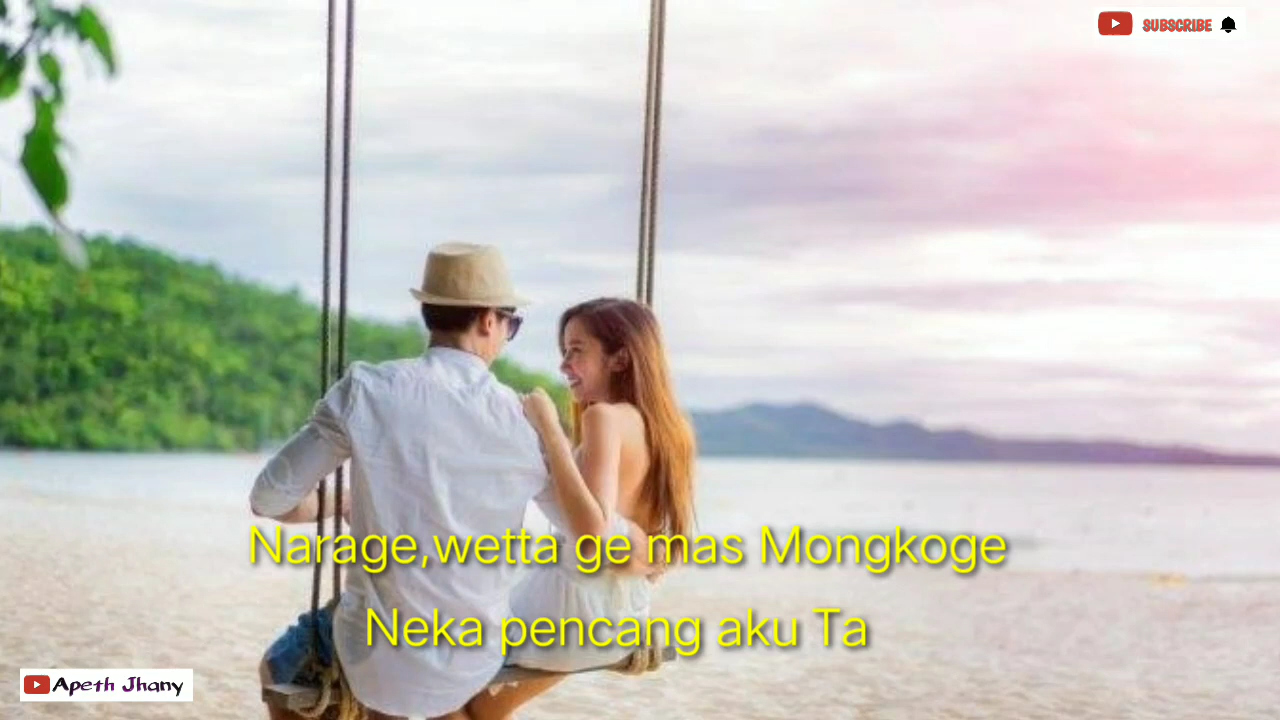 SUBSCRIBE
Narage,wetta ge mas Mongkoge
Neka pencang aku Ta
Apeth Jhany